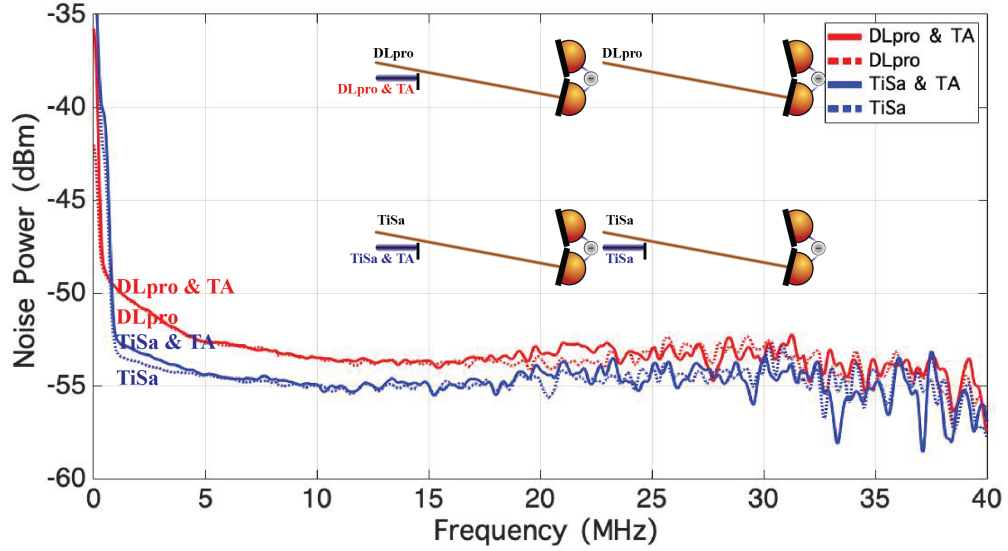 -35
-40
-45
-50
-55
-60
Noise Power (dBm)
0
5
10
15
20
25
30
35
40
Frequency (MHz)
DLpro & TA
DLpro
TiSa & TA
TiSa
DLpro
DLpro & TA
DLpro
TiSa
TiSa & TA
TiSa
TiSa
DLpro & TA
DLpro
TiSa & TA
TiSa